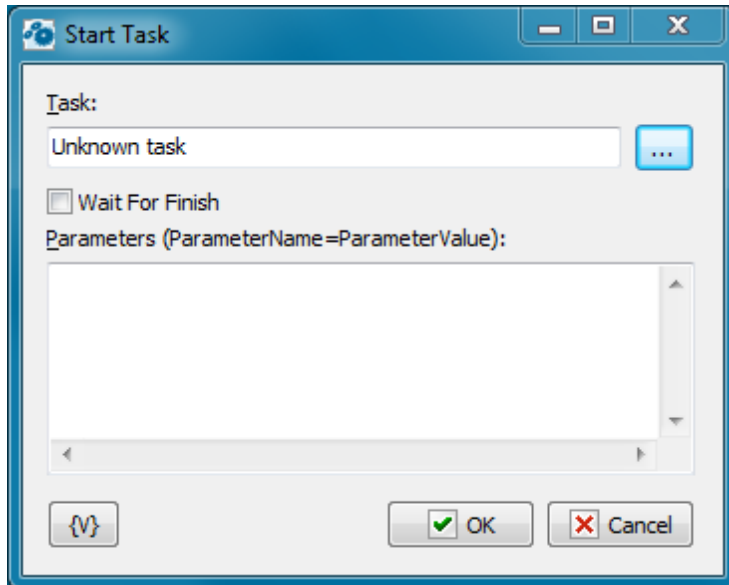 Start Task
Task:
Unknown task
...
Wait For Finish
Parameters (ParameterName=ParameterValue):
{V}
OK
Cancel